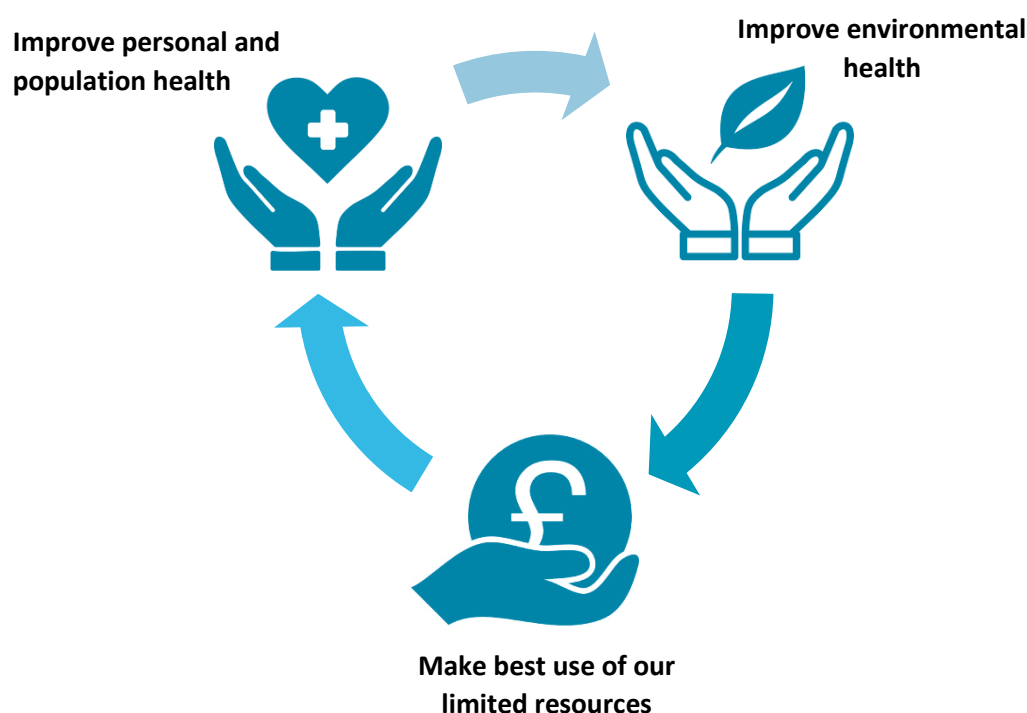 Improve personal and
population health
Improve environmental
health
£
Make best use of our
limited resources